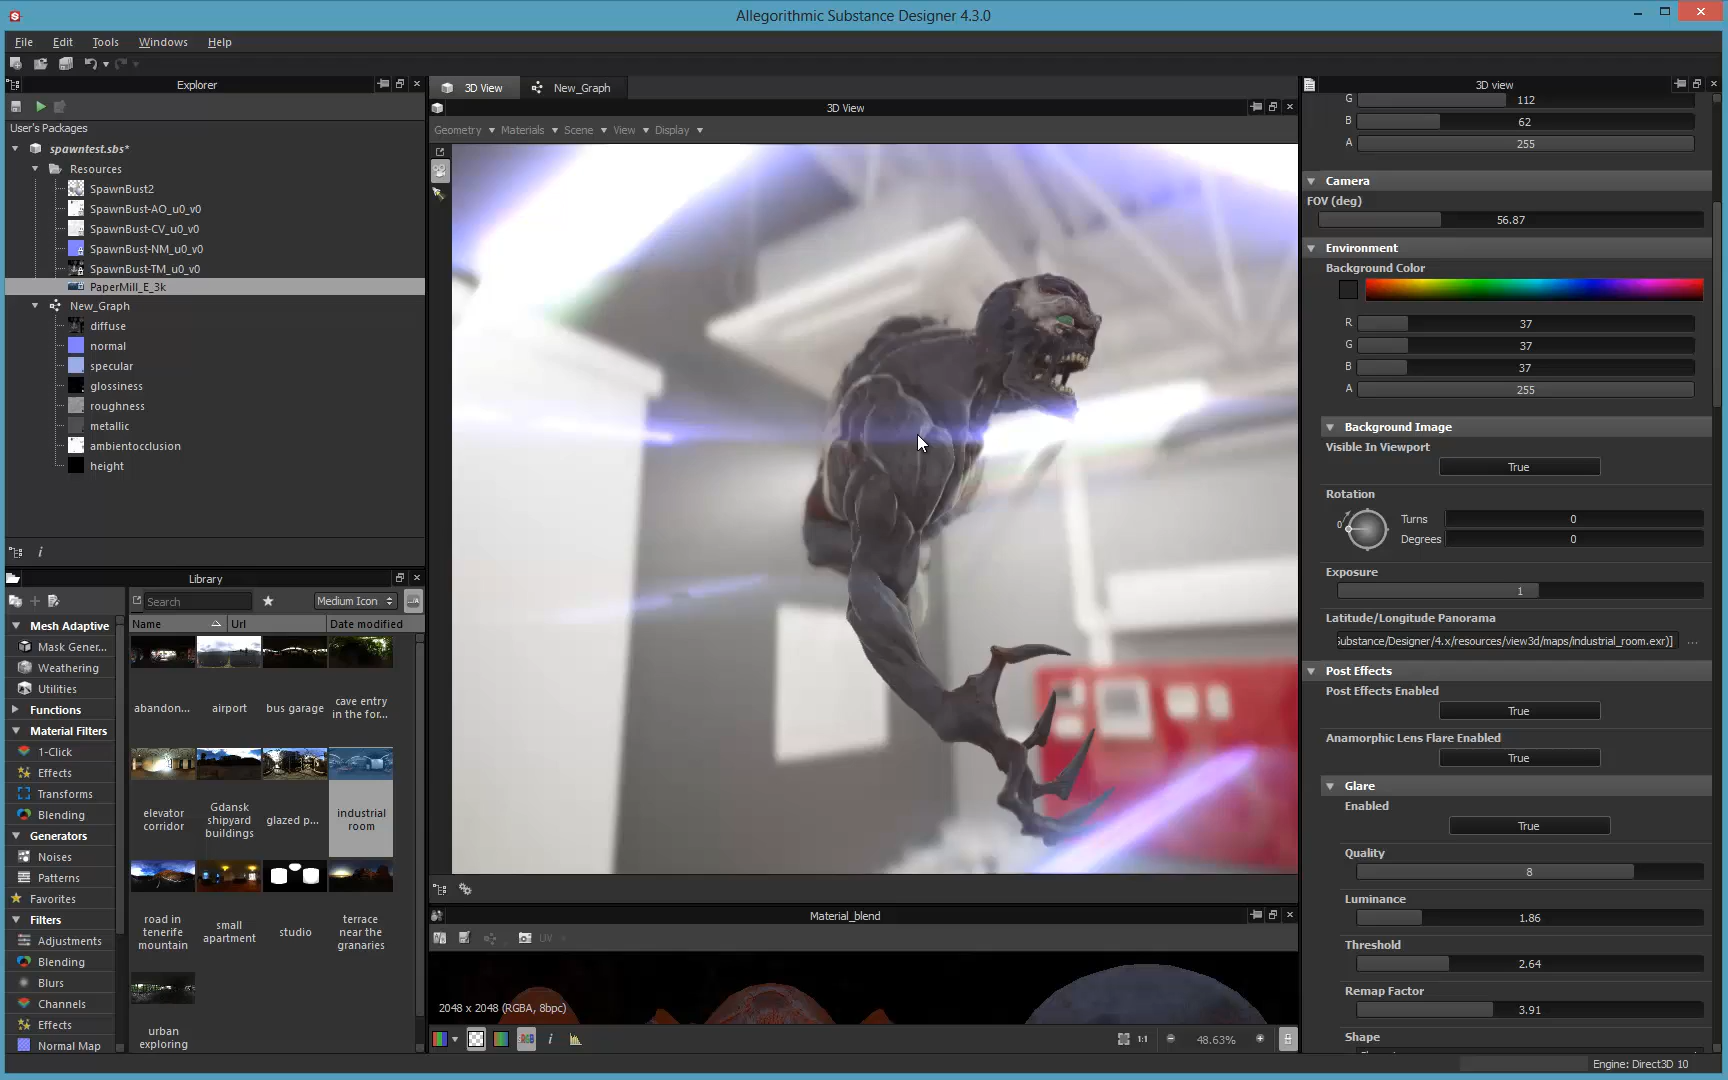 Allegorithmic Substance Designer 4.3.0
File Edit Tools Windows Help
Explorer
User's Packages
spawntest.sbs*
Resources
SpawnBust2
SpawnBust-AO_u0_v0
SpawnBust-CV_u0_v0
SpawnBust-NM_u0_v0
SpawnBust-TM_u0_v0
PaperMill_E_3k
New_Graph
diffuse
normal
specular
glossiness
roughness
metallic
ambientocclusion
height
Library
Search
Medium Icon
Name Url Date modified
Mesh Adaptive
Mask Gener...
Weathering
Utilities
Functions
Material Filters
1-Click
Effects
Transforms
Blending
Generators
Noises
Patterns
Favorites
Filters
Adjustments
Blending
Blurs
Channels
Effects
Normal Map
abandon...
airport
bus garage
cave entry
in the for...
elevator
corridor
Gdansk
shipyard
buildings
glazed p...
industrial
room
road in
tenerife
mountain
small
apartment
studio
terrace
near the
granaries
urban
exploring
3D View New_Graph
3D View
Geometry Materials Scene View Display
Material_blend
UV
2048 x 2048 (RGBA, 8bpc)
1:1
48.63%
3D view
G 112
B 62
A 255
Camera
FOV (deg)
56.87
Environment
Background Color
R 37
G 37
B 37
A 255
Background Image
Visible In Viewport
True
Rotation
0
Turns 0
Degrees 0
Exposure
1
Latitude/Longitude Panorama
Substance/Designer/4.x/resources/view3d/maps/industrial_room.exr)]
...
Post Effects
Post Effects Enabled
True
Anamorphic Lens Flare Enabled
True
Glare
Enabled
True
Quality
8
Luminance
1.86
Threshold
2.64
Remap Factor
3.91
Shape
Engine: Direct3D 10